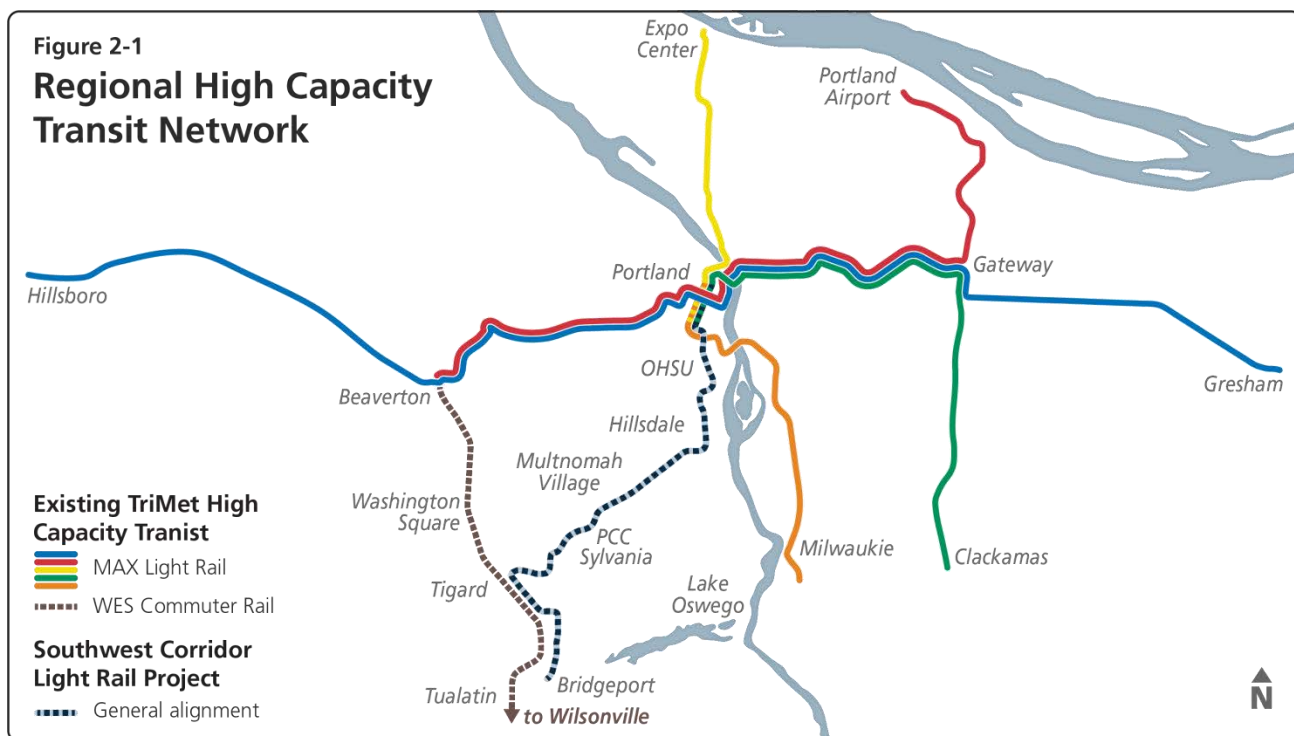 Figure 2-1
Regional High Capacity
Transit Network
Expo
Center
Portland
Airport
Portland
Gateway
Hillsboro
OHSU
Beaverton
Gresham
Hillsdale
Multnomah
Village
Washington
Square
PCC
Sylvania
Milwaukie
Clackamas
Tigard
Lake
Oswego
Bridgeport
Tualatin
to Wilsonville
Existing TriMet High
Capacity Tranist
MAX Light Rail
WES Commuter Rail
Southwest Corridor
Light Rail Project
General alignment
N